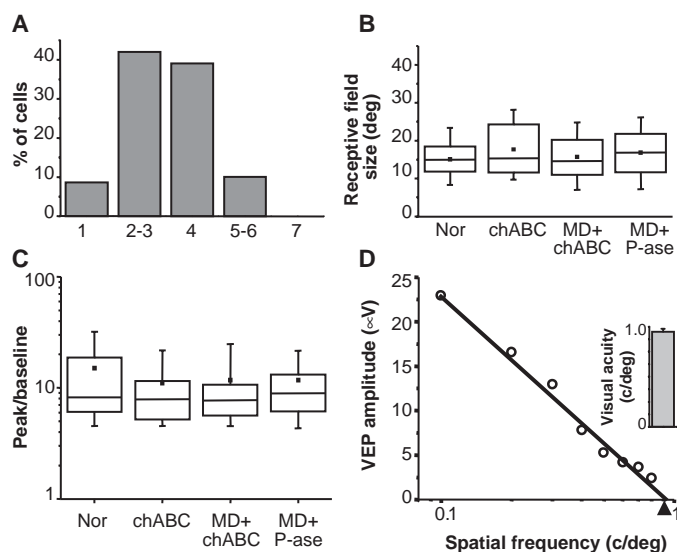 A
% of cells
40
30
20
10
0
1 2-3 4 5-6 7
B
Receptive field
size (deg)
40
30
20
10
0
Nor chABC MD+ chABC MD+ P-ase
C
Peak/baseline
100
10
1
Nor chABC MD+ chABC MD+ P-ase
D
VEP amplitude (∝V)
25
20
15
10
5
0
0.1 1
Spatial frequency (c/deg)
Visual acuity
(c/deg)
1.0
0